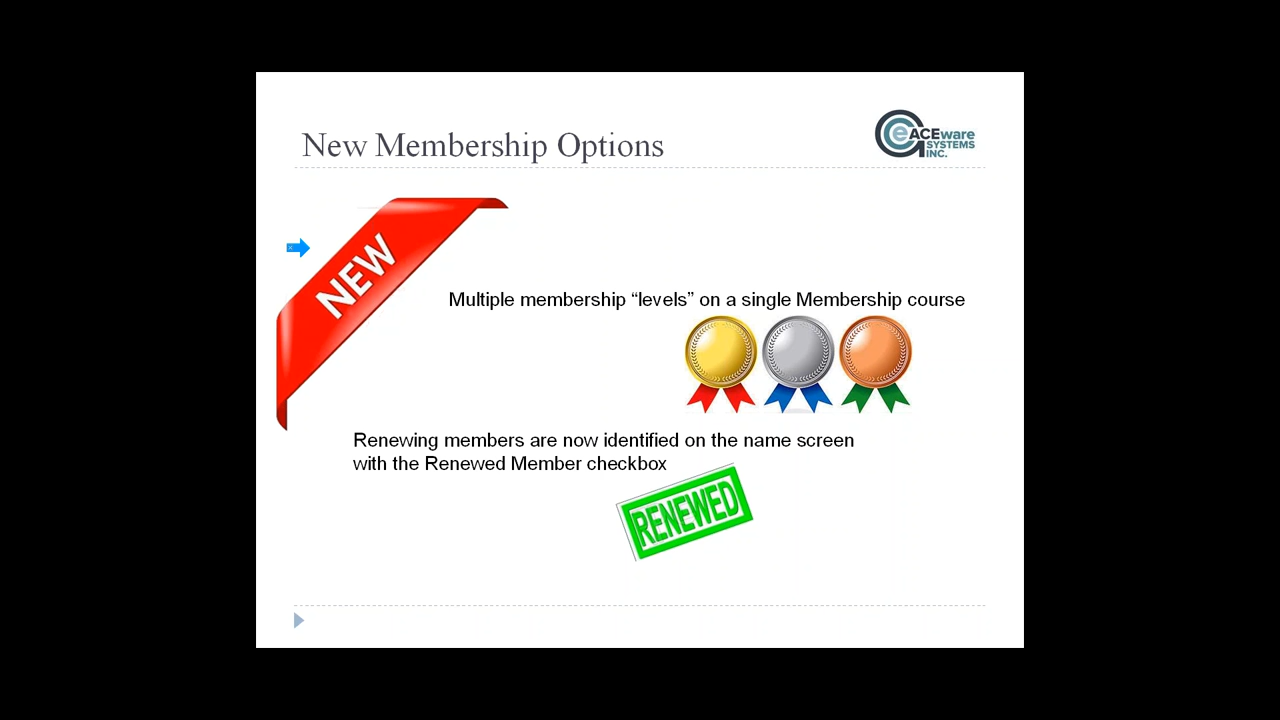 New Membership Options
eACEware
SYSTEMS
INC.
NEW
Multiple membership “levels” on a single Membership course
Renewing members are now identified on the name screen
with the Renewed Member checkbox
RENEWED